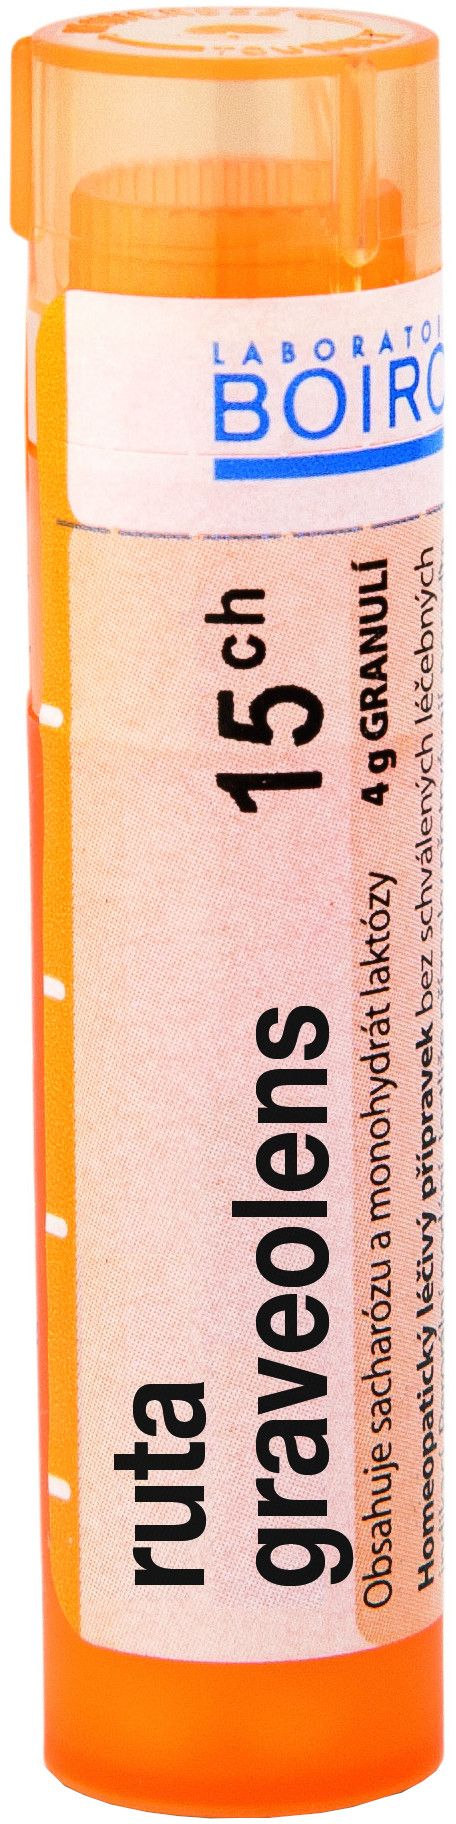 LABORATOI
BOIRO
ruta
graveolens 15 ch
Obsahuje sacharózu a monohydrát laktózy 4 g GRANULÍ
Homeopatický léčivý přípravek bez schválených léčebných